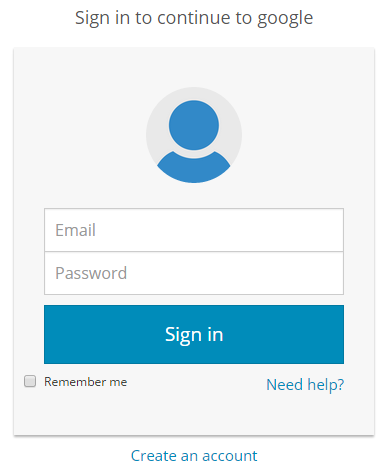 Sign in to continue to google
Email
Password
Sign in
Remember me
Need help?
Create an account